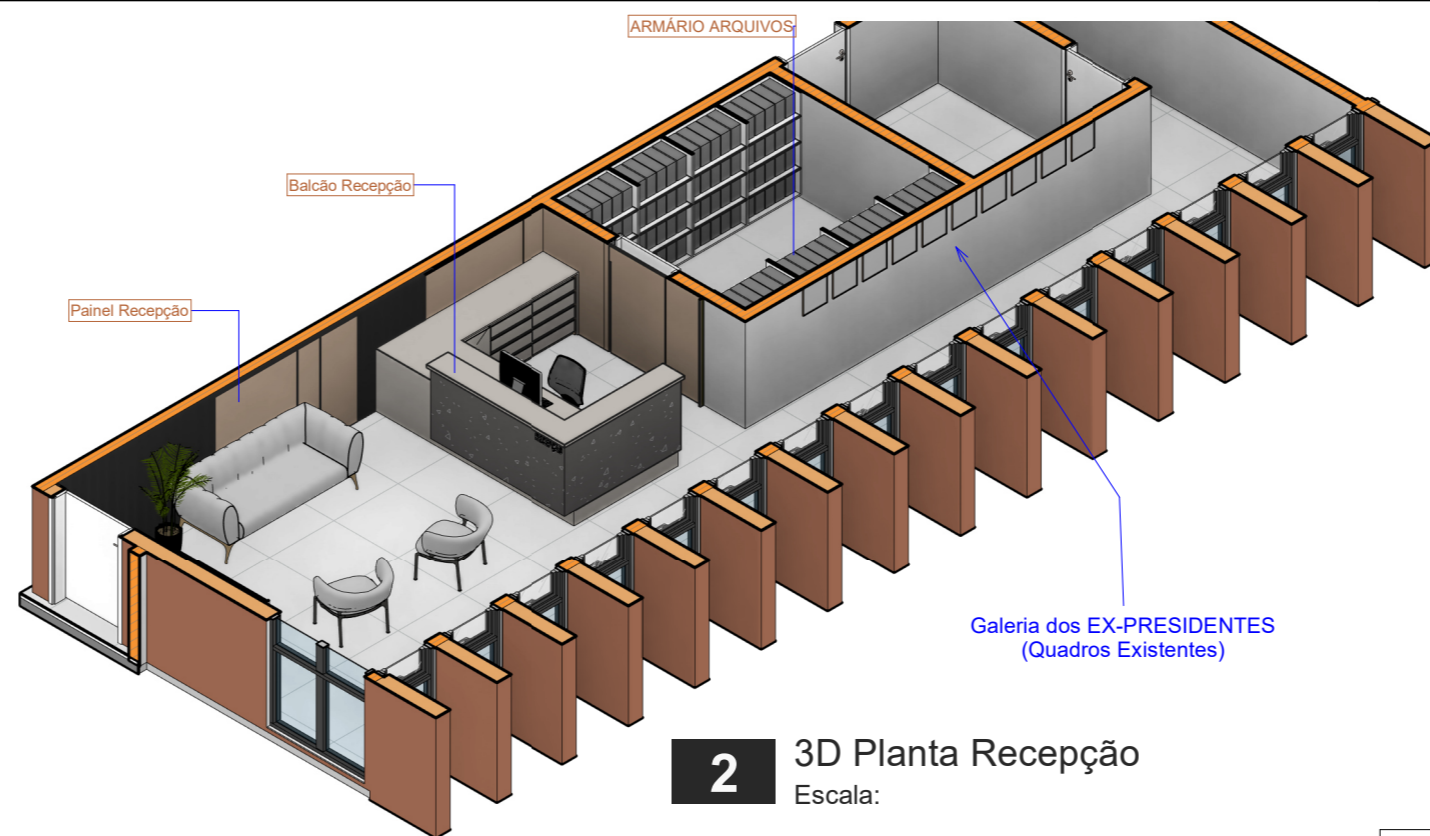 ARMÁRIO ARQUIVOS
Balcão Recepção
Painel Recepção
Galeria dos EX-PRESIDENTES
(Quadros Existentes)
2
3D Planta Recepção
Escala: